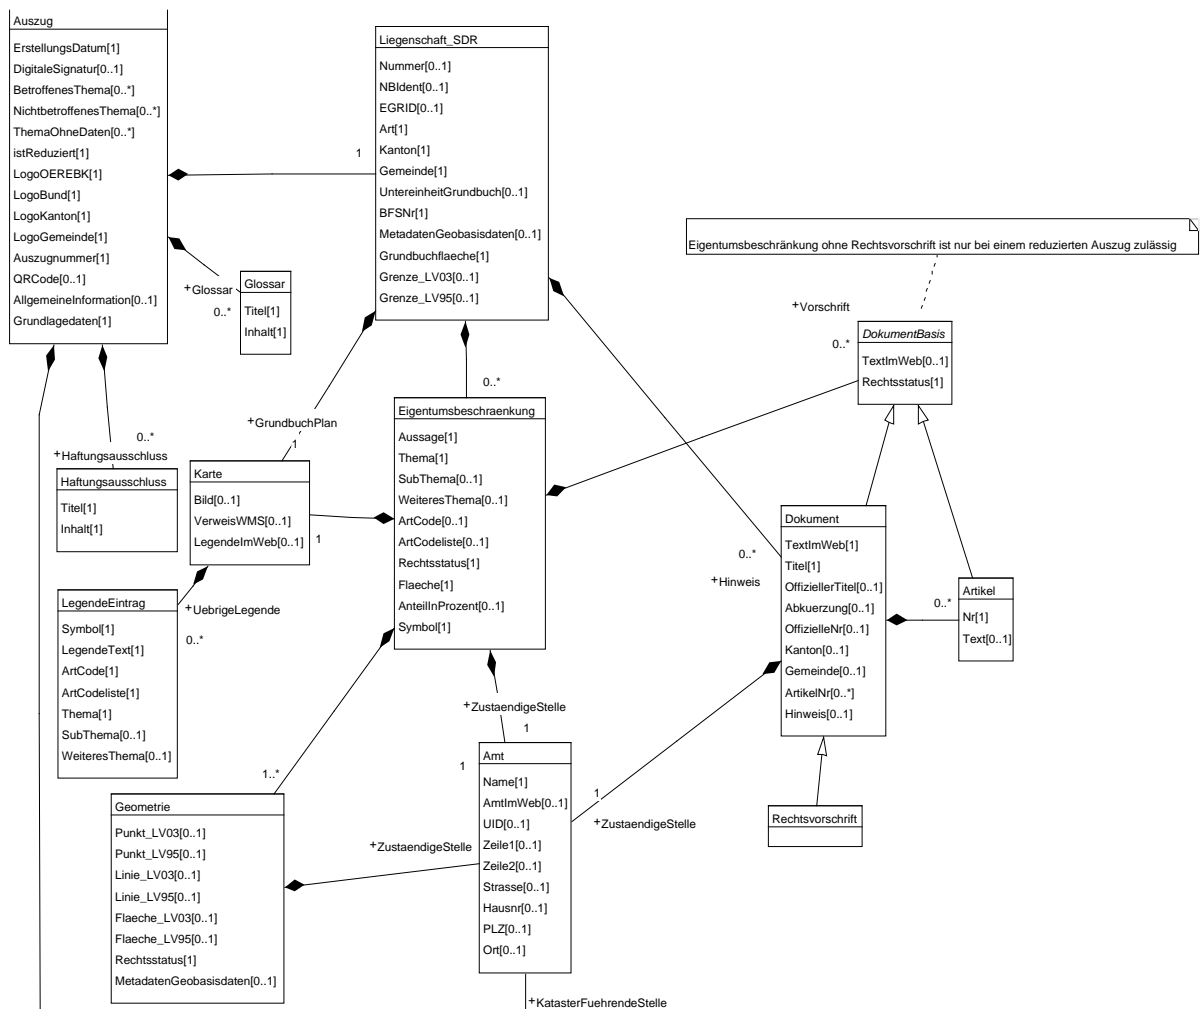 Auszug
ErstellungsDatum[1]
DigitaleSignatur[0..1]
BetroffenesThema[0..*]
NichtbetroffenesThema[0..*]
ThemaOhneDaten[0..*]
istReduziert[1]
LogoOEREBK[1]
LogoBund[1]
LogoKanton[1]
LogoGemeinde[1]
Auszugnummer[1]
QRCode[0..1]
AllgemeineInformation[0..1]
Grundlagedaten[1]
1
Liegenschaft_SDR
Nummer[0..1]
NBIdent[0..1]
EGRID[0..1]
Art[1]
Kanton[1]
Gemeinde[1]
UntereinheitGrundbuch[0..1]
BFSNr[1]
MetadatenGeobasisdaten[0..1]
Grundbuchflaeche[1]
Grenze_LV03[0..1]
Grenze_LV95[0..1]
Eigentumsbeschränkung ohne Rechtsvorschrift ist nur bei einem reduzierten Auszug zulässig
+Glossar
0..*
Glossar
Titel[1]
Inhalt[1]
+Vorschrift
0..*
DokumentBasis
TextImWeb[0..1]
Rechtsstatus[1]
0..*
+Haftungsausschluss
Haftungsausschluss
Titel[1]
Inhalt[1]
+GrundbuchPlan
1
Karte
Bild[0..1]
VerweisWMS[0..1]
LegendeImWeb[0..1]
1
0..*
Eigentumsbeschraenkung
Aussage[1]
Thema[1]
SubThema[0..1]
WeiteresThema[0..1]
ArtCode[0..1]
ArtCodeliste[0..1]
Rechtsstatus[1]
Flaeche[1]
AnteilInProzent[0..1]
Symbol[1]
0..*
+Hinweis
Dokument
TextImWeb[1]
Titel[1]
OffiziellerTitel[0..1]
Abkuerzung[0..1]
OffizielleNr[0..1]
Kanton[0..1]
Gemeinde[0..1]
ArtikelNr[0..*]
Hinweis[0..1]
0..*
Artikel
Nr[1]
Text[0..1]
+UebrigeLegende
0..*
LegendeEintrag
Symbol[1]
LegendeText[1]
ArtCode[1]
ArtCodeliste[1]
Thema[1]
SubThema[0..1]
WeiteresThema[0..1]
+ZustaendigeStelle
1
1..*
Geometrie
Punkt_LV03[0..1]
Punkt_LV95[0..1]
Linie_LV03[0..1]
Linie_LV95[0..1]
Flaeche_LV03[0..1]
Flaeche_LV95[0..1]
Rechtsstatus[1]
MetadatenGeobasisdaten[0..1]
1
+ZustaendigeStelle
Amt
Name[1]
AmtImWeb[0..1]
UID[0..1]
Zeile1[0..1]
Zeile2[0..1]
Strasse[0..1]
Hausnr[0..1]
PLZ[0..1]
Ort[0..1]
1
+ZustaendigeStelle
Rechtsvorschrift
+KatasterFuehrendeStelle